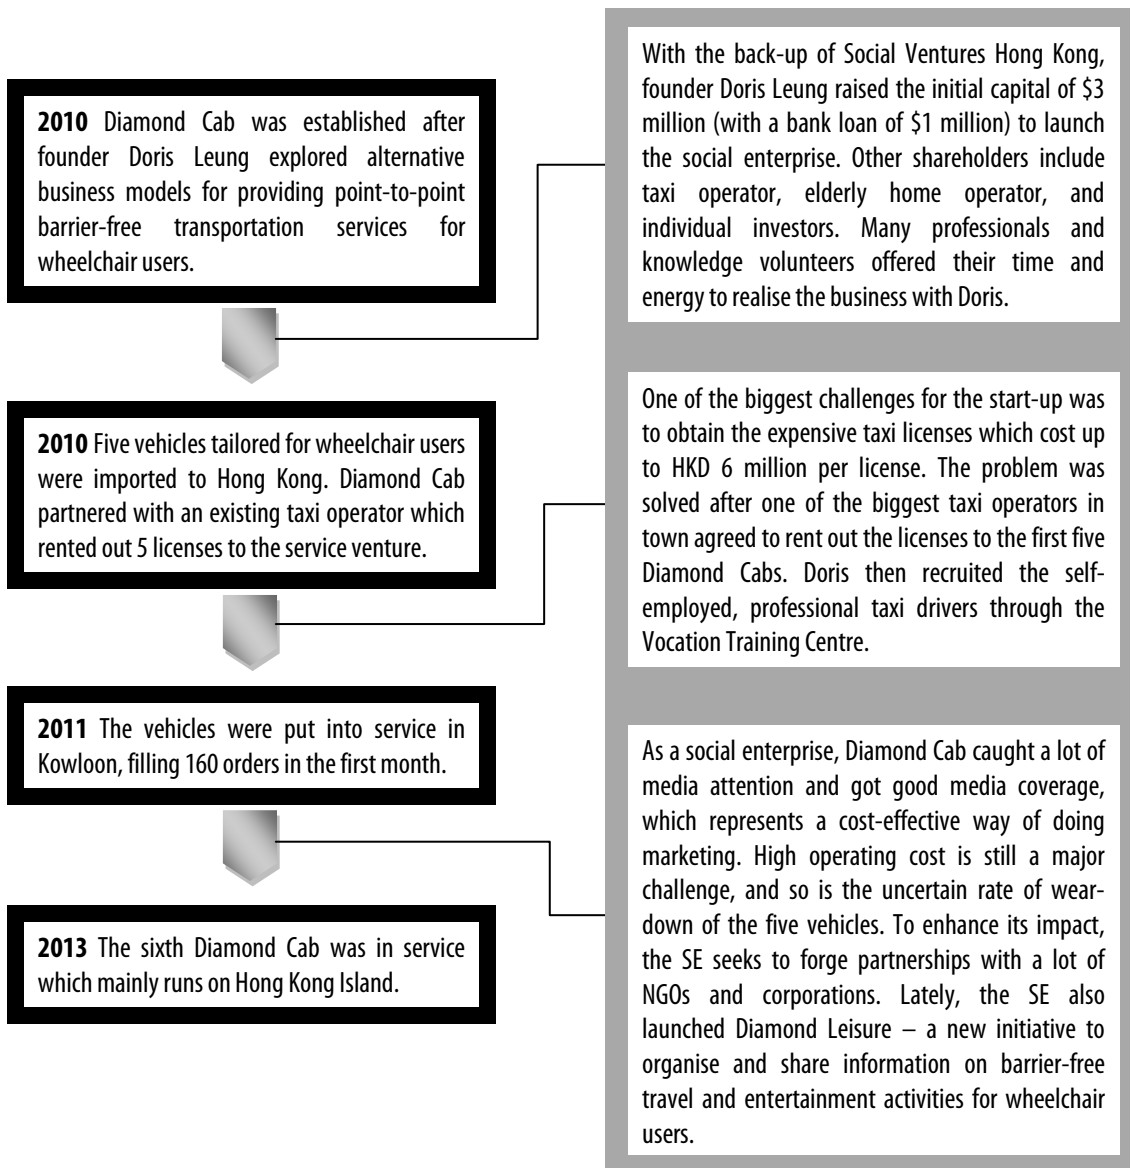 2010 Diamond Cab was established after
founder Doris Leung explored alternative
business models for providing point-to-point
barrier-free transportation services for
wheelchair users.
With the back-up of Social Ventures Hong Kong,
founder Doris Leung raised the initial capital of $3
million (with a bank loan of $1 million) to launch
the social enterprise. Other shareholders include
taxi operator, elderly home operator, and
individual investors. Many professionals and
knowledge volunteers offered their time and
energy to realise the business with Doris.
2010 Five vehicles tailored for wheelchair users
were imported to Hong Kong. Diamond Cab
partnered with an existing taxi operator which
rented out 5 licenses to the service venture.
One of the biggest challenges for the start-up was
to obtain the expensive taxi licenses which cost up
to HKD 6 million per license. The problem was
solved after one of the biggest taxi operators in
town agreed to rent out the licenses to the first five
Diamond Cabs. Doris then recruited the self-
employed, professional taxi drivers through the
Vocation Training Centre.
2011 The vehicles were put into service in
Kowloon, filling 160 orders in the first month.
As a social enterprise, Diamond Cab caught a lot of
media attention and got good media coverage,
which represents a cost-effective way of doing
marketing. High operating cost is still a major
challenge, and so is the uncertain rate of wear-
down of the five vehicles. To enhance its impact,
the SE seeks to forge partnerships with a lot of
NGOs and corporations. Lately, the SE also
launched Diamond Leisure – a new initiative to
organise and share information on barrier-free
travel and entertainment activities for wheelchair
users.
2013 The sixth Diamond Cab was in service
which mainly runs on Hong Kong Island.